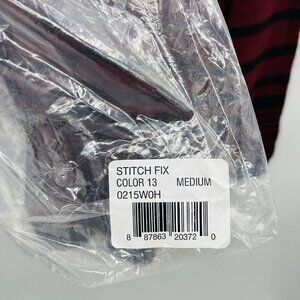 STITCH FIX
COLOR 13 MEDIUM
0215W0H
8 87863 20372 0